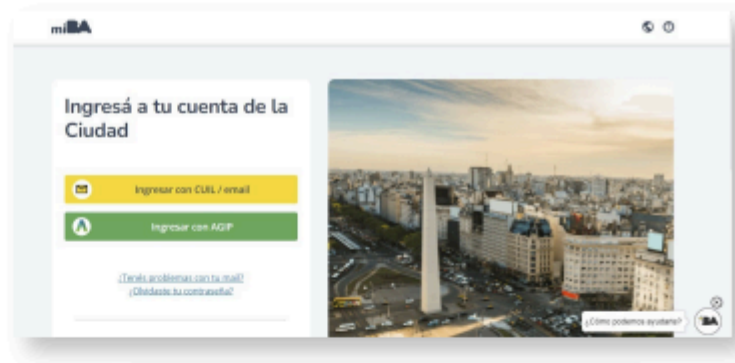 miBA
Ingresá a tu cuenta de la
Ciudad
Ingresar con CUIL / email
Ingresar con AGIP
¿Tenés problemas con tu mail?
¿Olvidaste tu contraseña?
¿Cómo podemos ayudarte?
BA